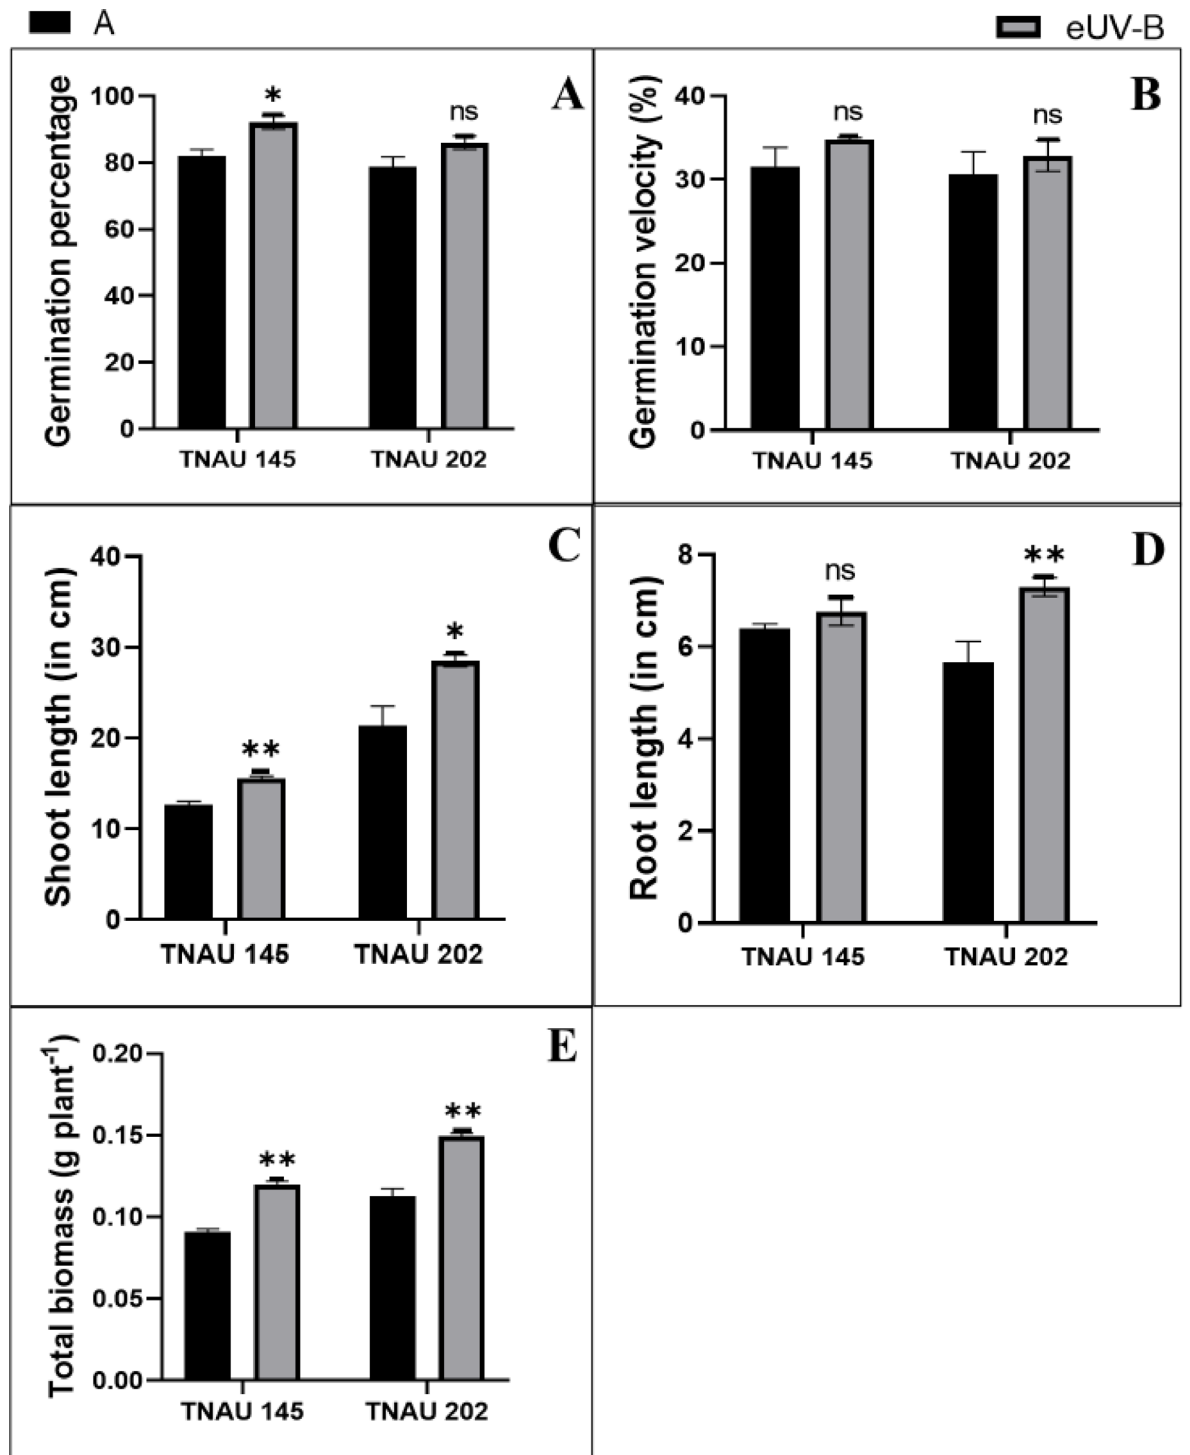 A
eUV-B
A
Germination percentage
100
80
60
40
20
0
*
ns
TNAU 145 TNAU 202
B
Germination velocity (%)
40
30
20
10
0
ns
ns
TNAU 145 TNAU 202
C
Shoot length (in cm)
40
30
20
10
0
**
*
TNAU 145 TNAU 202
D
Root length (in cm)
8
6
4
2
0
ns
**
TNAU 145 TNAU 202
E
Total biomass (g plant⁻¹)
0.20
0.15
0.10
0.05
0.00
**
**
TNAU 145 TNAU 202